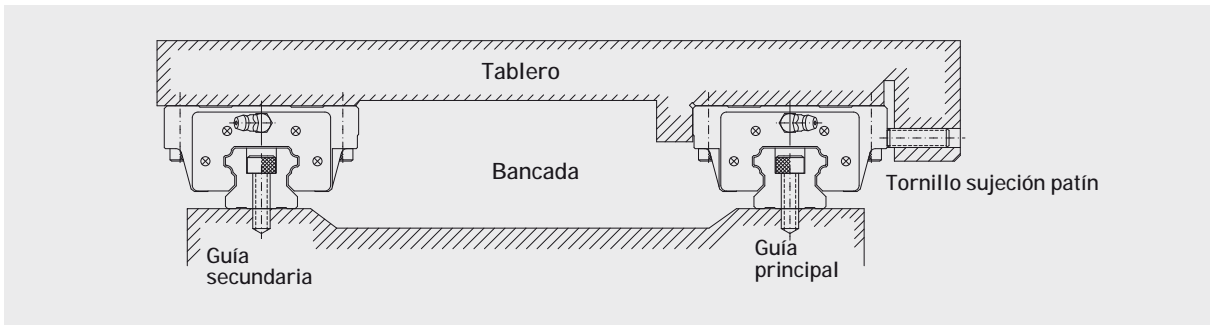 Tablero
Bancada
Tornillo sujeción patín
Guía
secundaria
Guía
principal